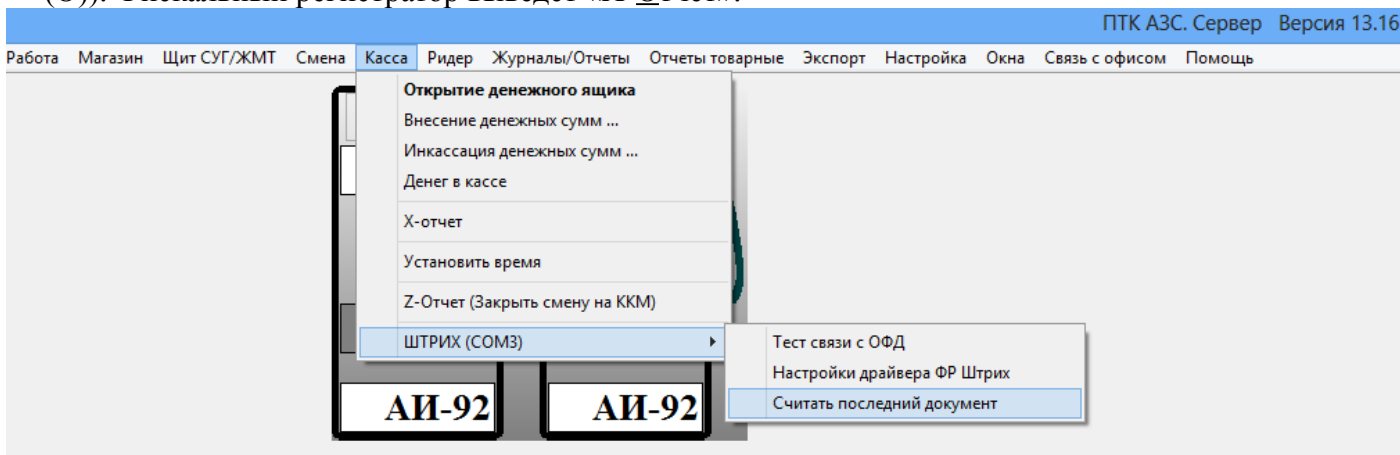 ПТК АЗС. Сервер Версия 13.16
Работа Магазин Щит СУГ/ЖМТ Смена Касса Ридер Журналы/Отчеты Отчеты товарные Экспорт Настройка Окна Связь с офисом Помощь
Открытие денежного ящика
Внесение денежных сумм ...
Инкассация денежных сумм ...
Денег в кассе
X-отчет
Установить время
Z-Отчет (Закрыть смену на ККМ)
ШТРИХ (COM3)
Тест связи с ОФД
Настройки драйвера ФР Штрих
Считать последний документ
АИ-92 АИ-92